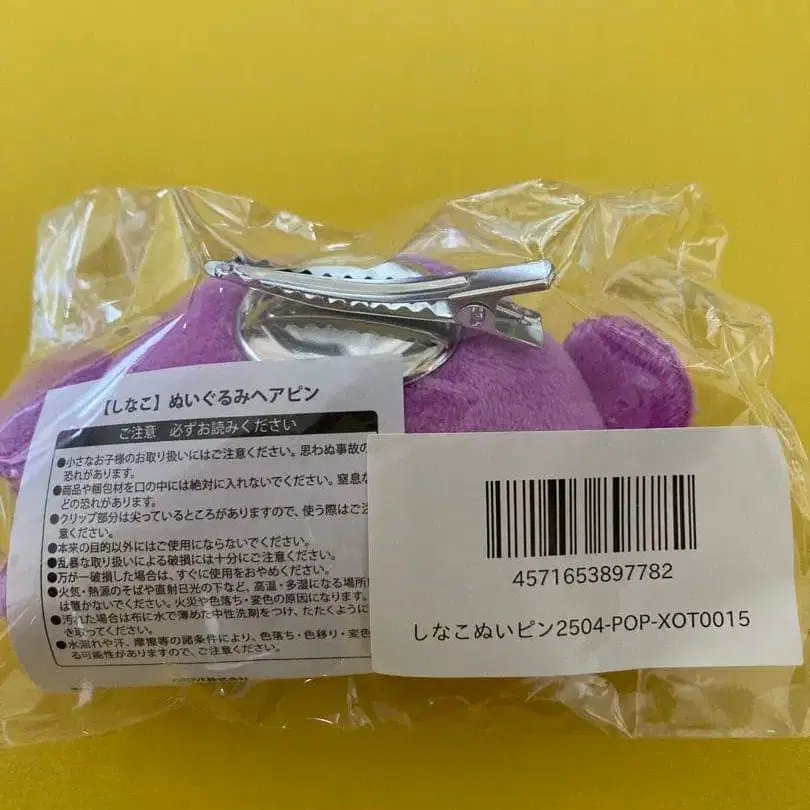 【しなこ】ぬいぐるみヘアピン
ご注意 必ずお読みください
●小さなお子様のお取り扱いにはご注意ください。思わぬ事故の
恐れがあります。
●商品や梱包材を口の中には絶対に入れないでください。窒息な
どの恐れがあります。
●クリップ部分は尖っているところがありますので、使う際はご注
意ください。
●本来の目的以外にはご使用にならないでください。
●乱暴な取り扱いによる破損には十分にご注意ください。
●万が一破損した場合は、すぐに使用をおやめください。
●火気・熱源のそばや直射日光の下など、高温・多湿になる場所に
は置かないでください。火災や色落ち・変色の原因になります。
●汚れた場合は布に水で薄めた中性洗剤をつけ、たたくように
き取ってください。
●水濡れや汗、摩擦等の諸条件により、色落ち・色移り・変色
る可能性がありますので、ご注意ください。
4571653897782
しなこぬいピン2504-POP-XOT0015